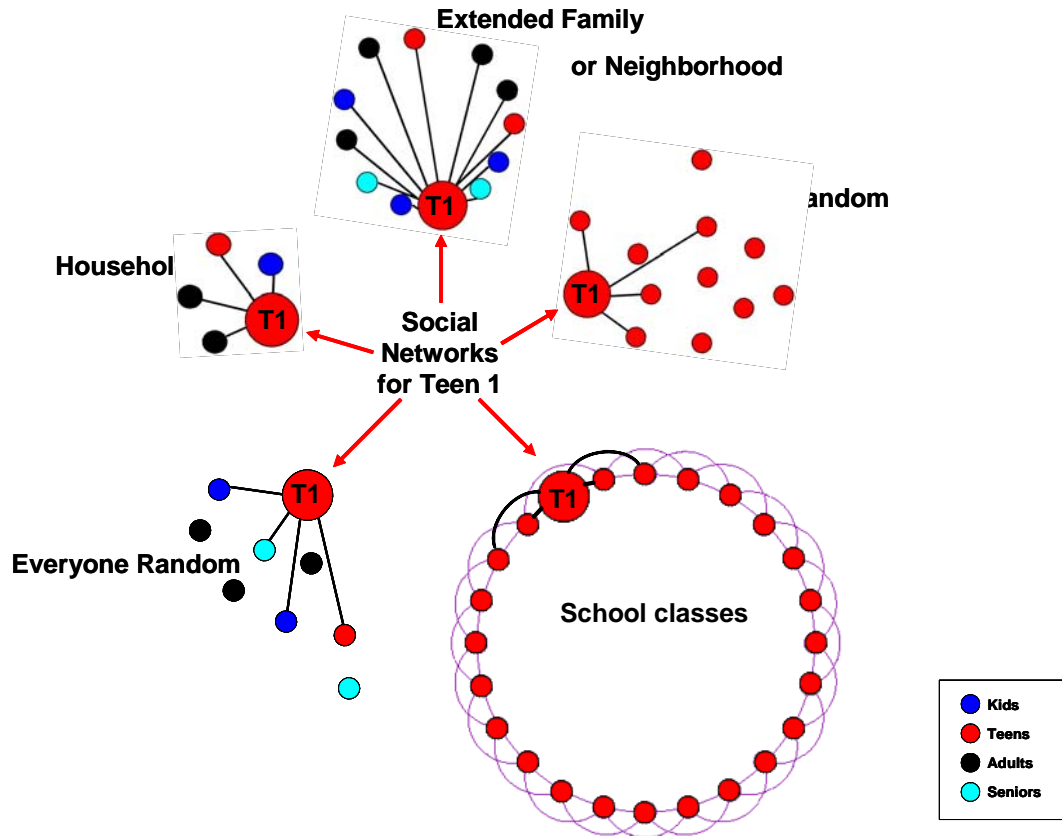 Extended Family
or Neighborhood
andom
Househol
T1
T1
T1
Social
Networks
for Teen 1
T1
T1
Everyone Random
School classes
Kids
Teens
Adults
Seniors